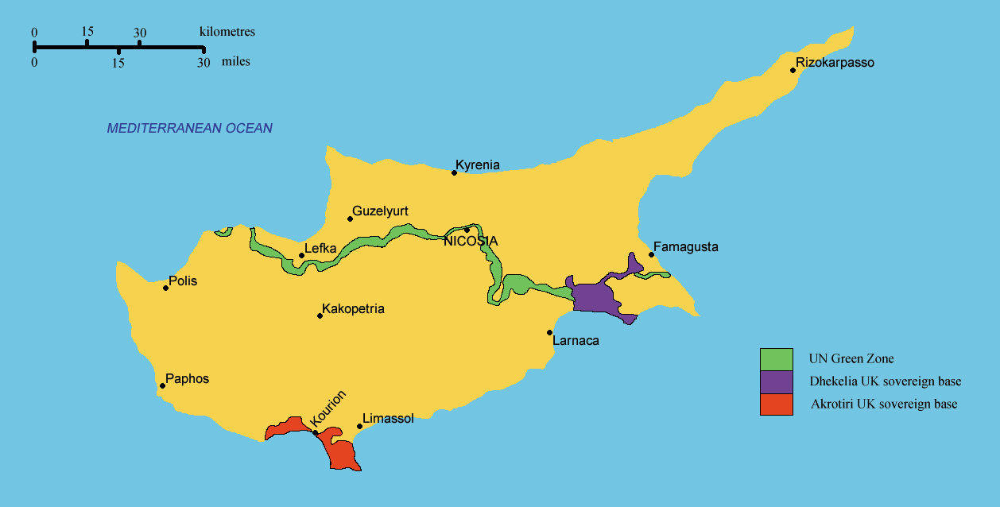 0 15 30 kilometres
0 15 30 miles
MEDITERRANEAN OCEAN
Rizokarpasso
Kyrenia
Guzelyurt
NICOSIA
Lefka
Famagusta
Polis
Kakopetria
Larnaca
Paphos
Kourion
Limassol
UN Green Zone
Dhekelia UK sovereign base
Akrotiri UK sovereign base